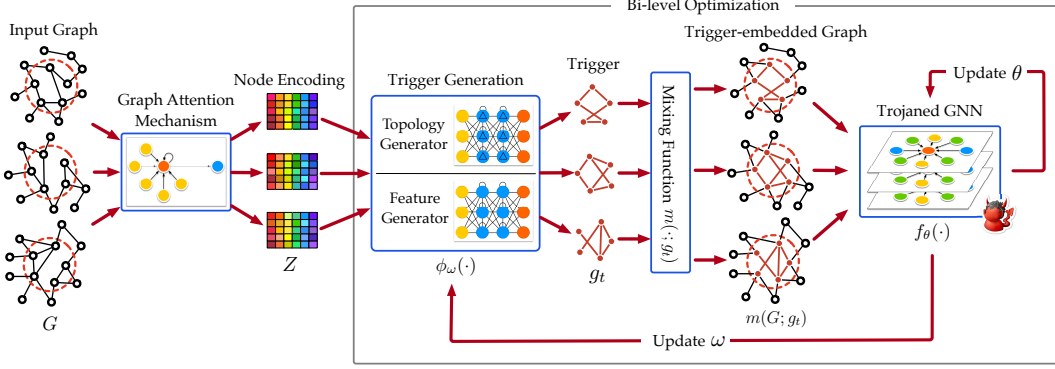 Bi-level Optimization
Input Graph
Graph Attention
Mechanism
Node Encoding
Trigger Generation
Topology
Generator
Feature
Generator
Trigger
Mixing Function m(·; g_t)
Trigger-embedded Graph
Update θ
Trojaned GNN
G
Z
ϕ_ω(·)
g_t
m(G; g_t)
f_θ(·)
Update ω